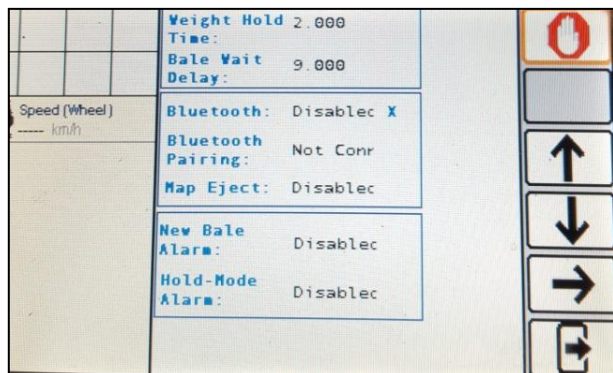 Weight Hold 2.000
Time:
Bale Wait 9.000
Delay:
Speed (Wheel)
----- km/h
Bluetooth: Disablec X
Bluetooth Not Conr
Pairing:
Map Eject: Disablec
New Bale Disablec
Alarm:
Hold-Mode Disablec
Alarm: